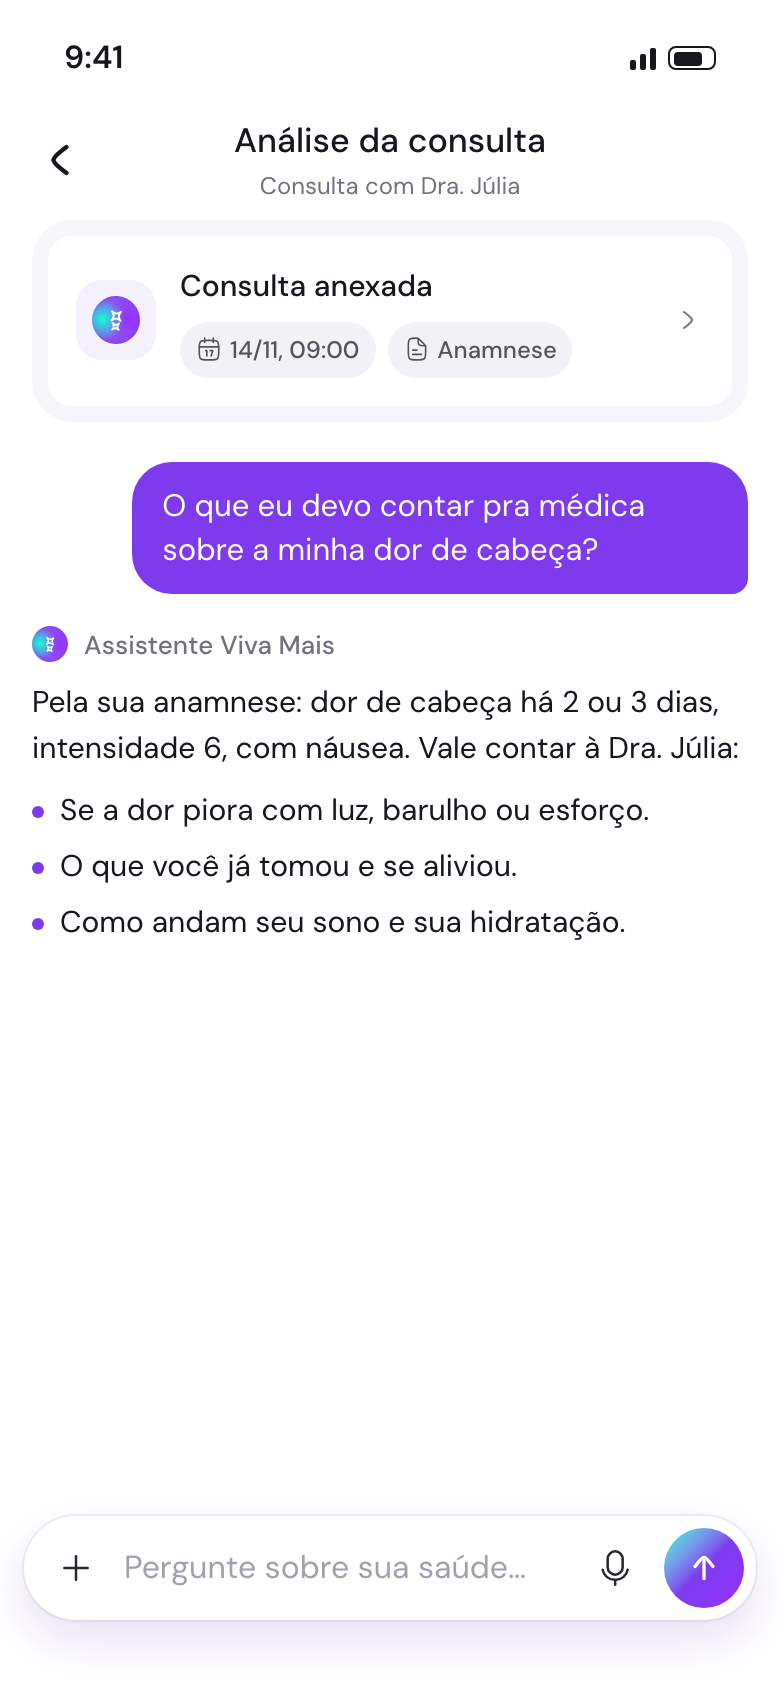 9:41
Análise da consulta
Consulta com Dra. Júlia
Consulta anexada
17 14/11, 09:00 Anamnese
O que eu devo contar pra médica
sobre a minha dor de cabeça?
Assistente Viva Mais
Pela sua anamnese: dor de cabeça há 2 ou 3 dias,
intensidade 6, com náusea. Vale contar à Dra. Júlia:
Se a dor piora com luz, barulho ou esforço.
O que você já tomou e se aliviou.
Como andam seu sono e sua hidratação.
Pergunte sobre sua saúde...